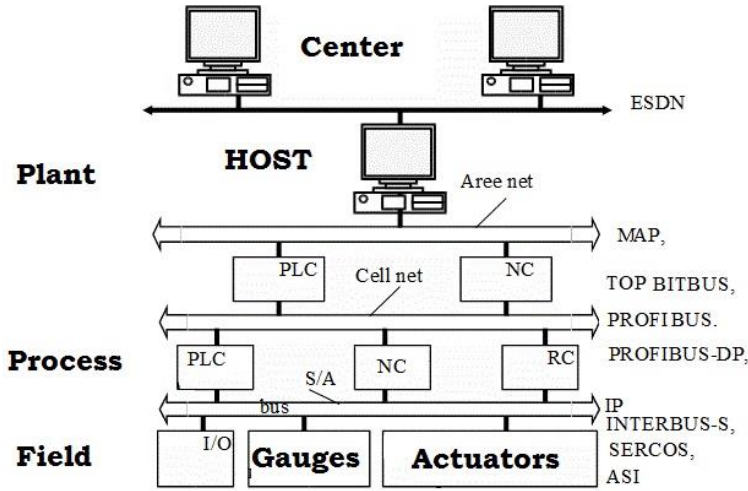 Center
ESDN
HOST
Plant
Aree net
MAP,
PLC
NC
Cell net
TOP BITBUS,
PROFIBUS.
Process
PLC
NC
RC
PROFIBUS-DP,
S/A
bus
IP
INTERBUS-S,
Field
I/O
Gauges
Actuators
SERCOS,
ASI